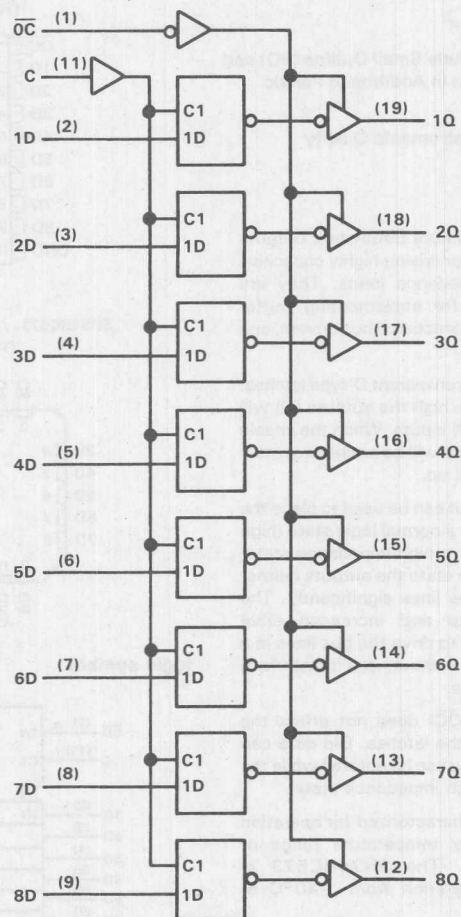 OC (1)
C (11)
C1 (19) 1Q
1D (2) 1D
C1 (18) 2Q
2D (3) 1D
C1 (17) 3Q
3D (4) 1D
C1 (16) 4Q
4D (5) 1D
C1 (15) 5Q
5D (6) 1D
C1 (14) 6Q
6D (7) 1D
C1 (13) 7Q
7D (8) 1D
C1 (12) 8Q
8D (9) 1D